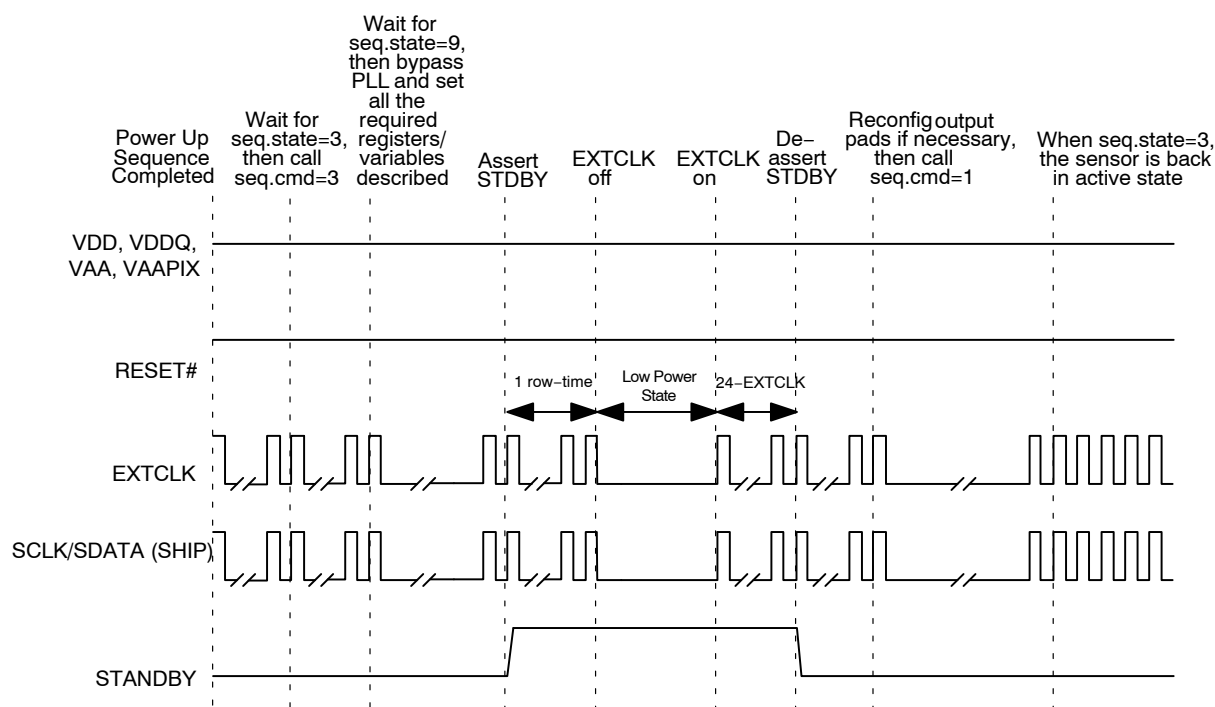 Power Up
Sequence
Completed
Wait for
seq.state=3,
then call
seq.cmd=3
Wait for
seq.state=9,
then bypass
PLL and set
all the
required
registers/
variables
described
Assert
STDBY
EXTCLK
off
EXTCLK
on
De−
assert
STDBY
Reconfig output
pads if necessary,
then call
seq.cmd=1
When seq.state=3,
the sensor is back
in active state
VDD, VDDQ,
VAA, VAAPIX
RESET#
1 row−time
Low Power
State
24−EXTCLK
EXTCLK
SCLK/SDATA (SHIP)
STANDBY